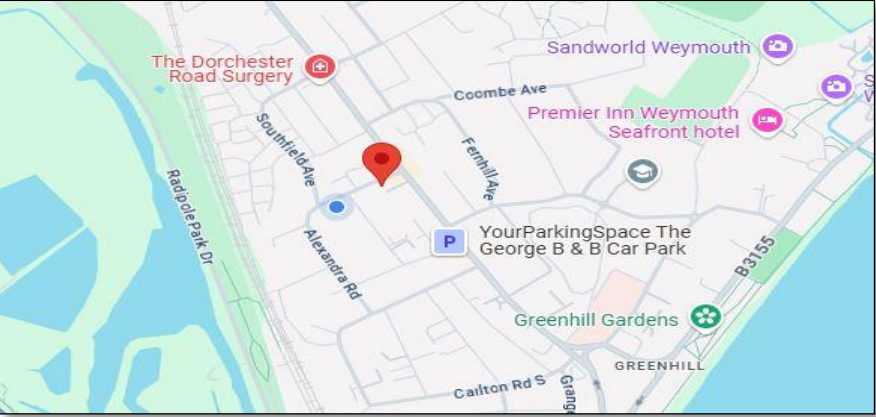 The Dorchester
Road Surgery
Sandworld Weymouth
S
Coombe Ave
Premier Inn Weymouth
Seafront hotel
Southfield Ave
Fernhill Ave
Radipole Park Dr
P
YourParkingSpace The
George B & B Car Park
Alexandra Rd
B3155
Greenhill Gardens
GREENHILL
Carlton Rd S
Grang